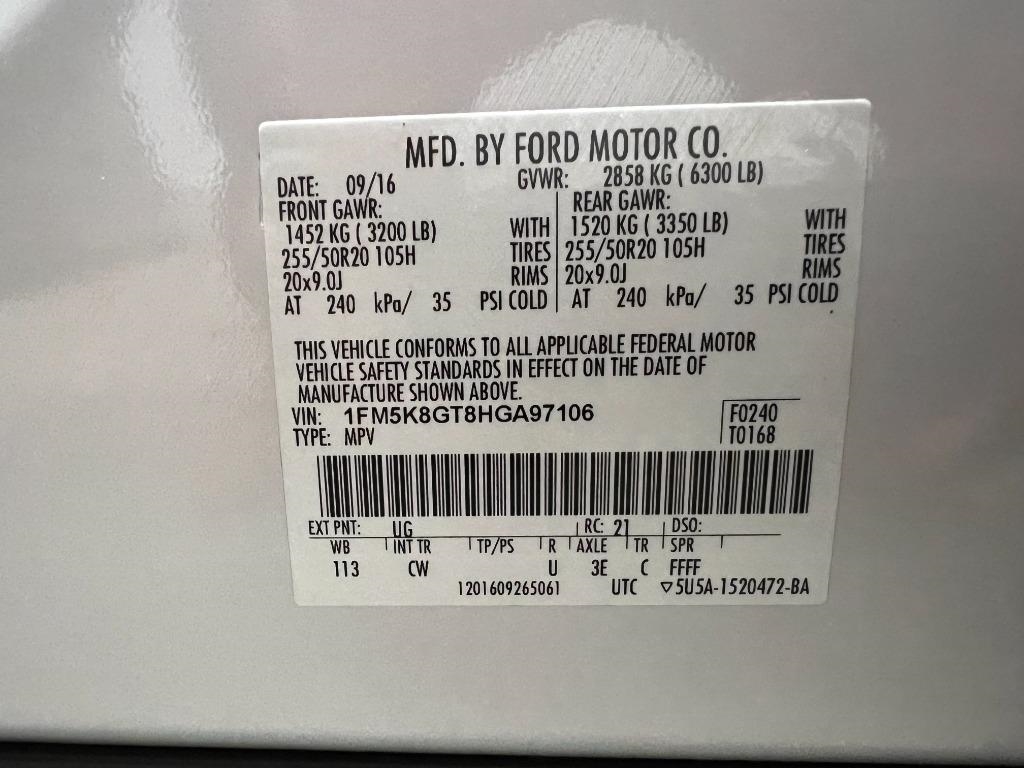 MFD. BY FORD MOTOR CO.
DATE: 09/16 GVWR: 2858 KG ( 6300 LB)
FRONT GAWR: REAR GAWR:
1452 KG ( 3200 LB) WITH 1520 KG ( 3350 LB) WITH
255/50R20 105H TIRES 255/50R20 105H TIRES
20x9.0J RIMS 20x9.0J RIMS
AT 240 kPa/ 35 PSI COLD AT 240 kPa/ 35 PSI COLD
THIS VEHICLE CONFORMS TO ALL APPLICABLE FEDERAL MOTOR
VEHICLE SAFETY STANDARDS IN EFFECT ON THE DATE OF
MANUFACTURE SHOWN ABOVE.
VIN: 1FM5K8GT8HGA97106 F0240
TYPE: MPV T0168
EXT PNT: UG RC: 21 DSO:
WB INT TR TP/PS R AXLE TR SPR
113 CW U 3E C FFFF
1201609265061 UTC ▽5U5A-1520472-BA